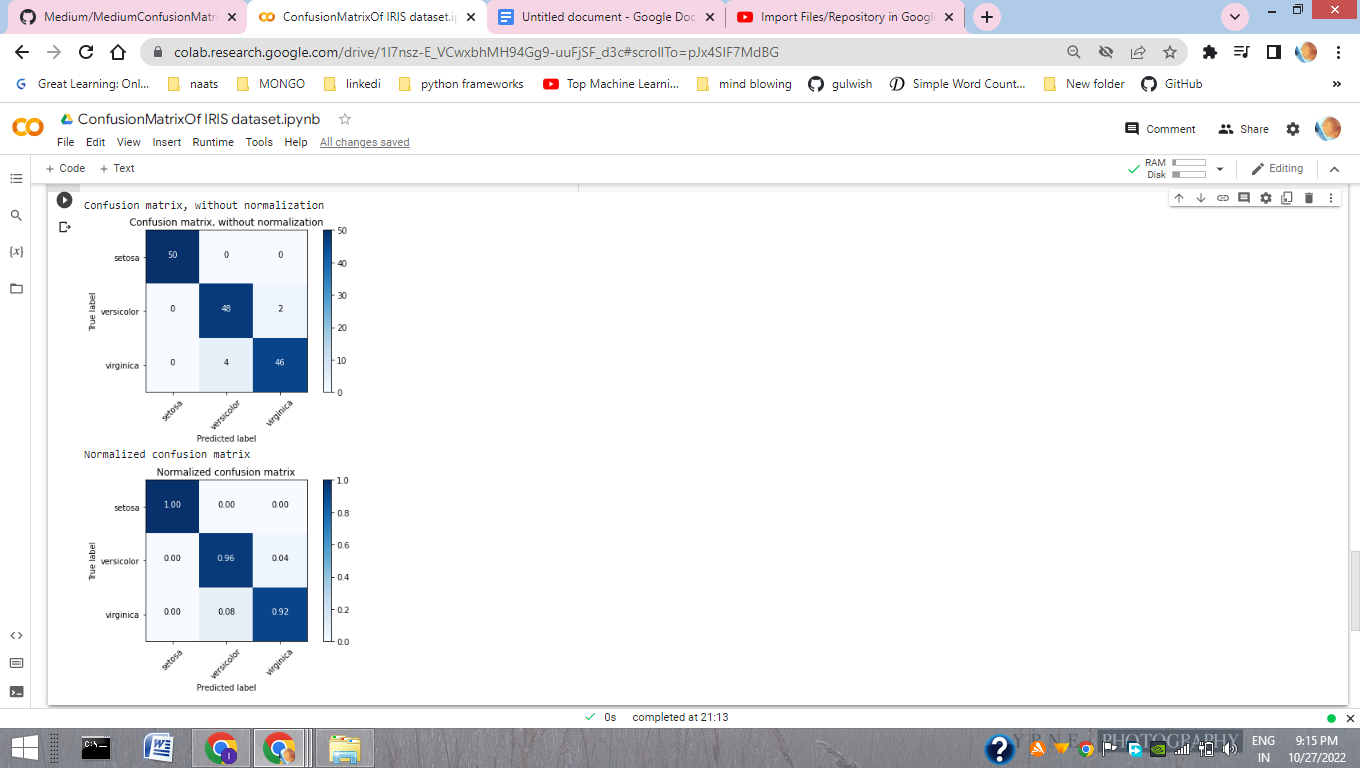 Medium/MediumConfusionMatri
ConfusionMatrixOf IRIS dataset.ip
Untitled document - Google Doc
Import Files/Repository in Google
colab.research.google.com/drive/1I7nsz-E_VCwxbhMH94Gg9-uuFjSF_d3c#scrollTo=pJx4SIF7MdBG
Great Learning: Onl...
naats
MONGO
linkedi
python frameworks
Top Machine Learni...
mind blowing
gulwish
Simple Word Count...
New folder
GitHub
»
ConfusionMatrixOf IRIS dataset.ipynb
Comment
Share
File Edit View Insert Runtime Tools Help All changes saved
+ Code + Text
RAM
Disk
Editing
Confusion matrix, without normalization
Confusion matrix, without normalization
setosa 50 0 0
versicolor 0 48 2
virginica 0 4 46
50
40
30
20
10
0
True label
setosa
versicolor
virginica
Predicted label
Normalized confusion matrix
Normalized confusion matrix
setosa 1.00 0.00 0.00
versicolor 0.00 0.96 0.04
virginica 0.00 0.08 0.92
1.0
0.8
0.6
0.4
0.2
0.0
True label
setosa
versicolor
virginica
Predicted label
0s completed at 21:13
PHOTOGRAPHY
ENG
IN
9:15 PM
10/27/2022